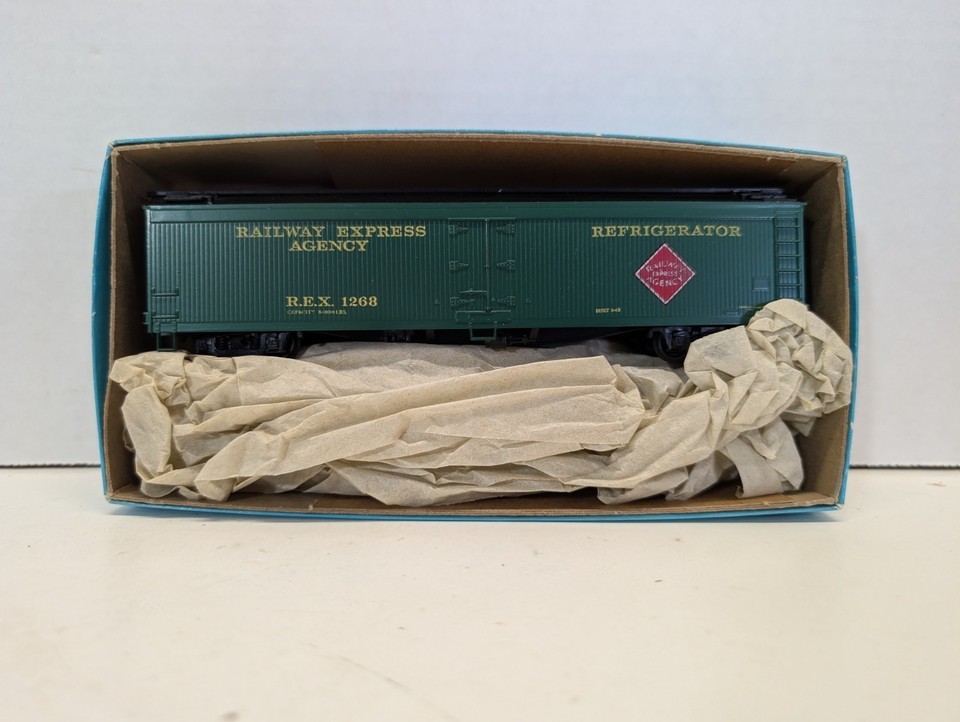 RAILWAY EXPRESS
AGENCY
R.E.X. 1268
REFRIGERATOR
RAILWAY
EXPRESS
AGENCY